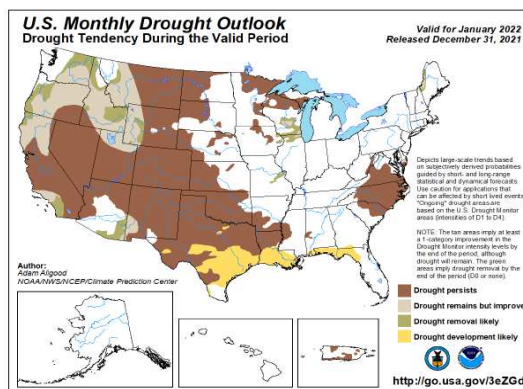 U.S. Monthly Drought Outlook
Drought Tendency During the Valid Period
Valid for January 2022
Released December 31, 2021
Depicts large-scale trends based
on subjectively derived probabilities
guided by short- and long-range
statistical and dynamical forecasts.
Use caution for applications that
can be affected by short lived events.
"Ongoing" drought areas are
based on the U.S. Drought Monitor
areas (intensities of D1 to D4).
NOTE: The tan areas imply at least
a 1-category improvement in the
Drought Monitor intensity levels by
the end of the period, although
drought will remain. The green
areas imply drought removal by the
end of the period (D0 or none).
Author:
Adam Allgood
NOAA/NWS/NCEP/Climate Prediction Center
Drought persists
Drought remains but improve
Drought removal likely
Drought development likely
http://go.usa.gov/3eZGd